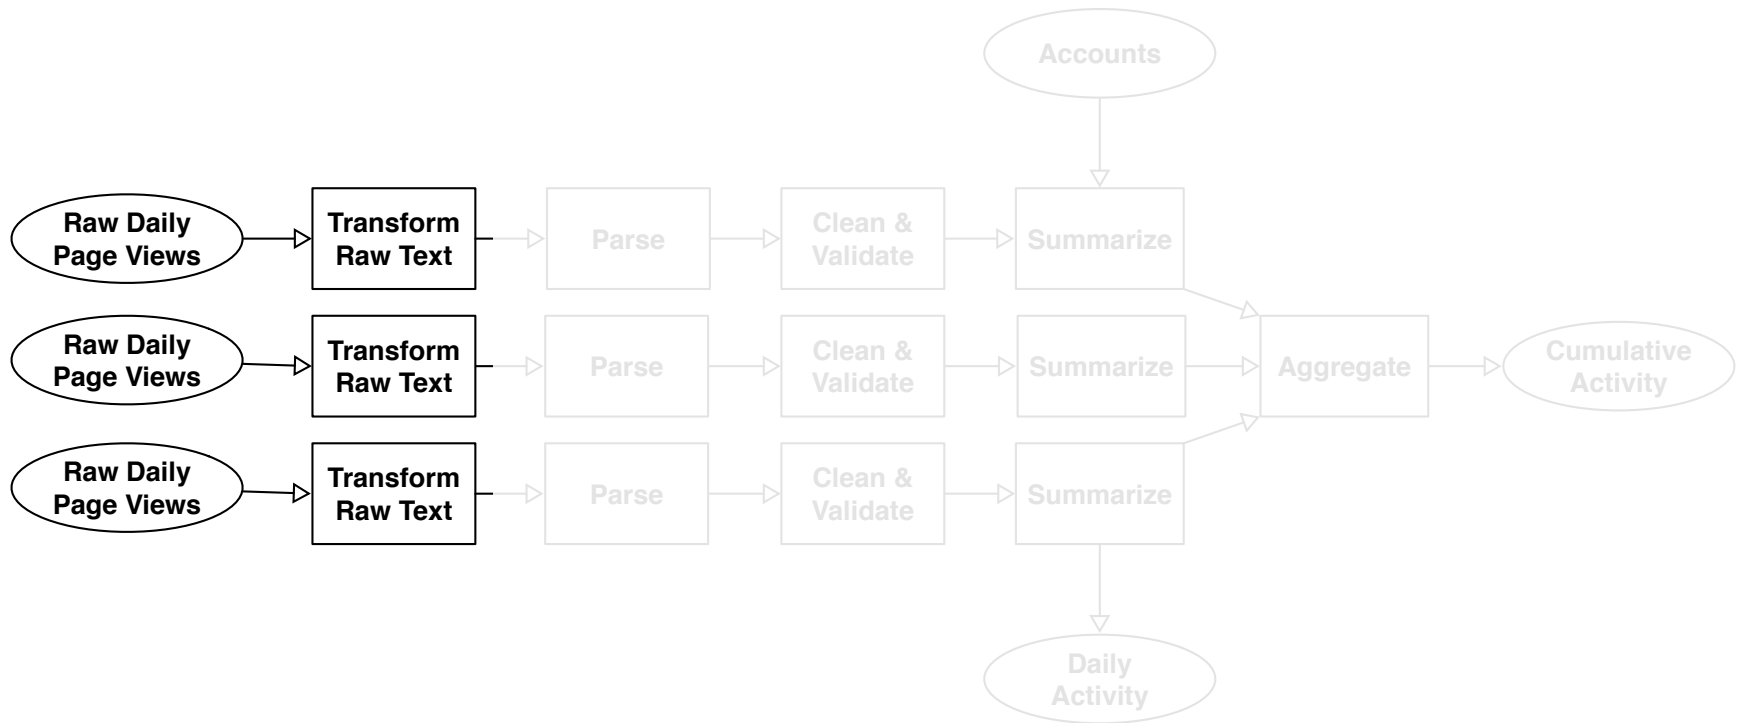 Accounts
Raw Daily
Page Views
Transform
Raw Text
Parse
Clean &
Validate
Summarize
Raw Daily
Page Views
Transform
Raw Text
Parse
Clean &
Validate
Summarize
Aggregate
Cumulative
Activity
Raw Daily
Page Views
Transform
Raw Text
Parse
Clean &
Validate
Summarize
Daily
Activity